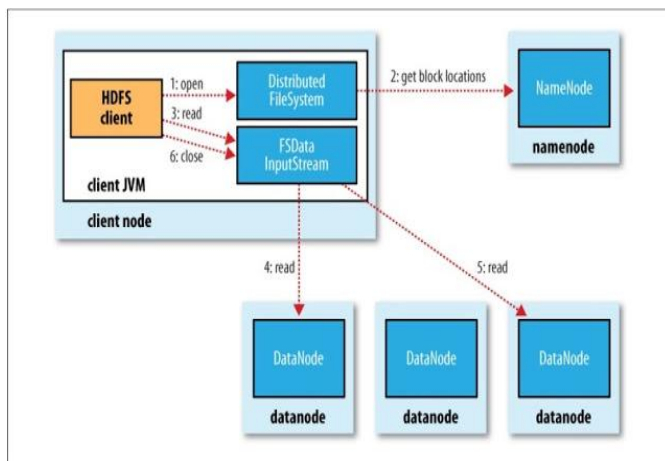 HDFS
client
1: open
3: read
6: close
Distributed
FileSystem
FSData
InputStream
2: get block locations
NameNode
namenode
client JVM
client node
4: read
5: read
DataNode
DataNode
DataNode
datanode
datanode
datanode